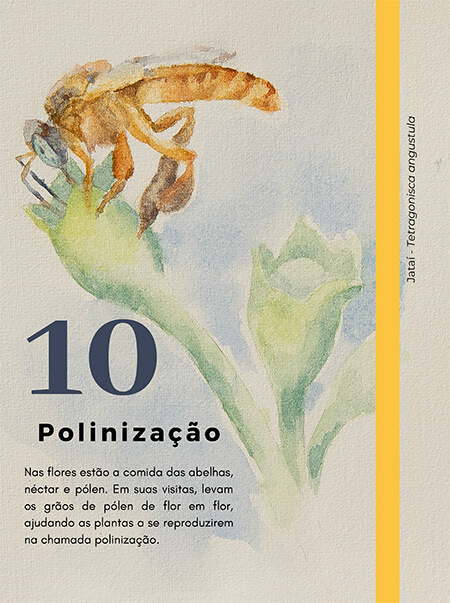 10
Polinização
Nas flores estão a comida das abelhas,
néctar e pólen. Em suas visitas, levam
os grãos de pólen de flor em flor,
ajudando as plantas a se reproduzirem
na chamada polinização.
Jataí - Tetragonisca angustula